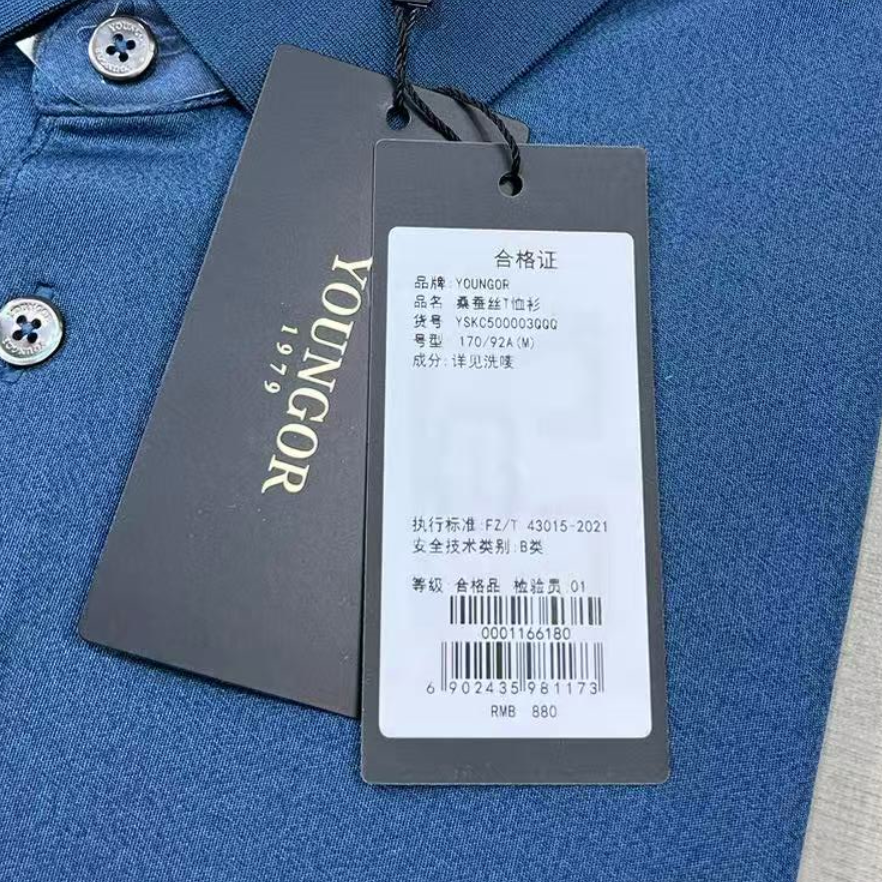 YOUNGOR
YOUNGOR
1979
合格证
品牌:YOUNGOR
品名 桑蚕丝T恤衫
货号 YSKC500003QQQ
号型 170/92A(M)
成分:详见洗唛
执行标准:FZ/T 43015-2021
安全技术类别:B类
等级 合格品 检验员:01
0001166180
6 902435 981173
RMB 880